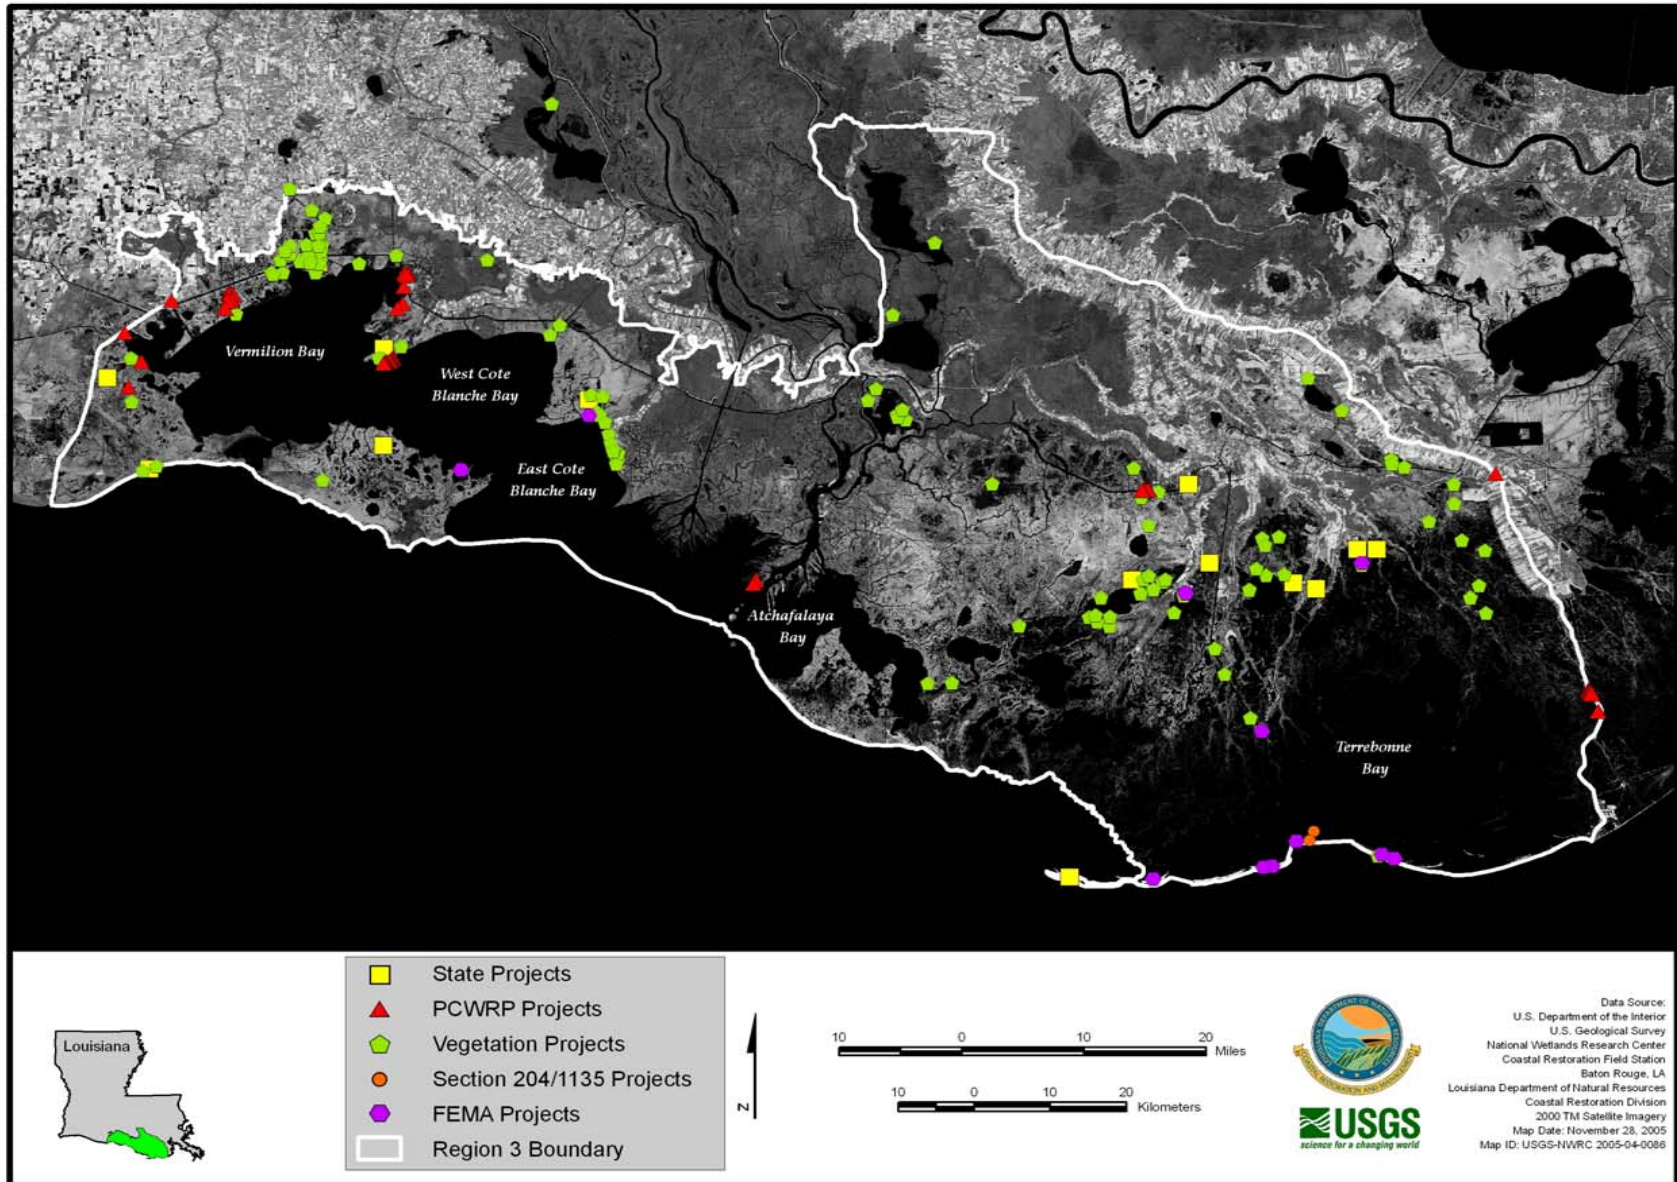 Vermilion Bay
West Cote
Blanche Bay
East Cote
Blanche Bay
Atchafalaya
Bay
Terrebonne
Bay
Louisiana
State Projects
PCWRP Projects
Vegetation Projects
Section 204/1135 Projects
FEMA Projects
Region 3 Boundary
N
10 0 10 20 Miles
10 0 10 20 Kilometers
USGS
science for a changing world
Data Source:
U.S. Department of the Interior
U.S. Geological Survey
National Wetlands Research Center
Coastal Restoration Field Station
Baton Rouge, LA
Louisiana Department of Natural Resources
Coastal Restoration Division
2000 TM Satellite Imagery
Map Date: November 28, 2005
Map ID: USGS-NWRC 2005-04-0086